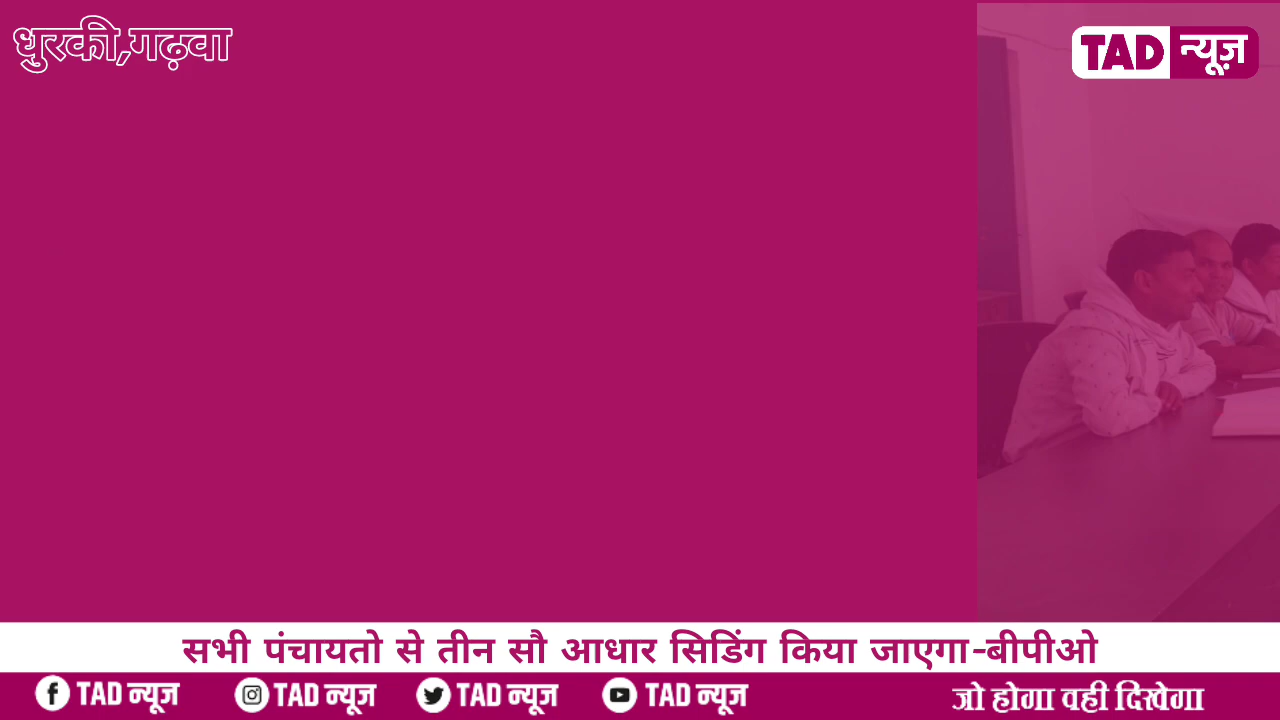 धुरकी,गढ़वा
TAD न्यूज़
सभी पंचायतो से तीन सौ आधार सिडिंग किया जाएगा-बीपीओ
TAD न्यूज TAD न्यूज TAD न्यूज TAD न्यूज
जो होगा वही दिखेगा